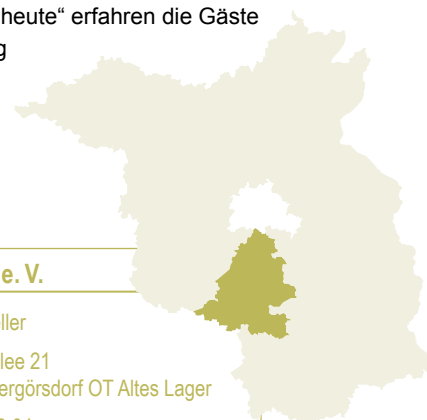 heute“ erfahren die Gäste
g
e. V.
ller
lee 21
ergörsdorf OT Altes Lager